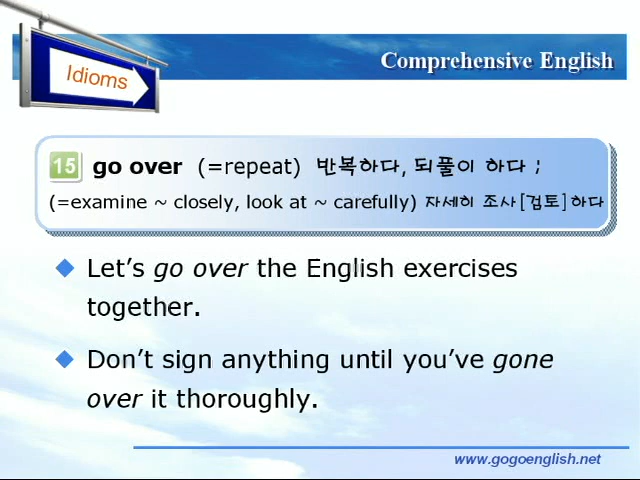 Idioms
Comprehensive English
15 go over (=repeat) 반복하다, 되풀이 하다 ;
(=examine ~ closely, look at ~ carefully) 자세히 조사[검토]하다
◆ Let’s go over the English exercises
together.
◆ Don’t sign anything until you’ve gone
over it thoroughly.
www.gogoenglish.net